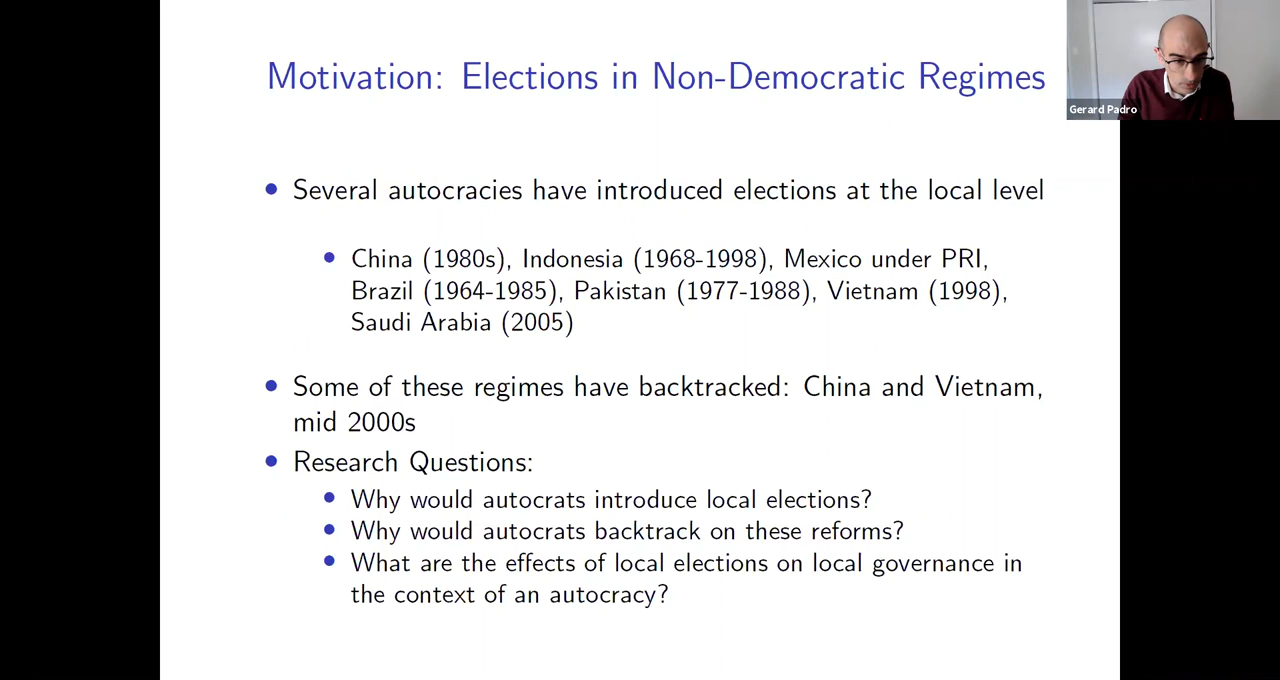 Motivation: Elections in Non-Democratic Regimes
Gerard Padro
• Several autocracies have introduced elections at the local level
• China (1980s), Indonesia (1968-1998), Mexico under PRI,
Brazil (1964-1985), Pakistan (1977-1988), Vietnam (1998),
Saudi Arabia (2005)
• Some of these regimes have backtracked: China and Vietnam,
mid 2000s
• Research Questions:
• Why would autocrats introduce local elections?
• Why would autocrats backtrack on these reforms?
• What are the effects of local elections on local governance in
the context of an autocracy?